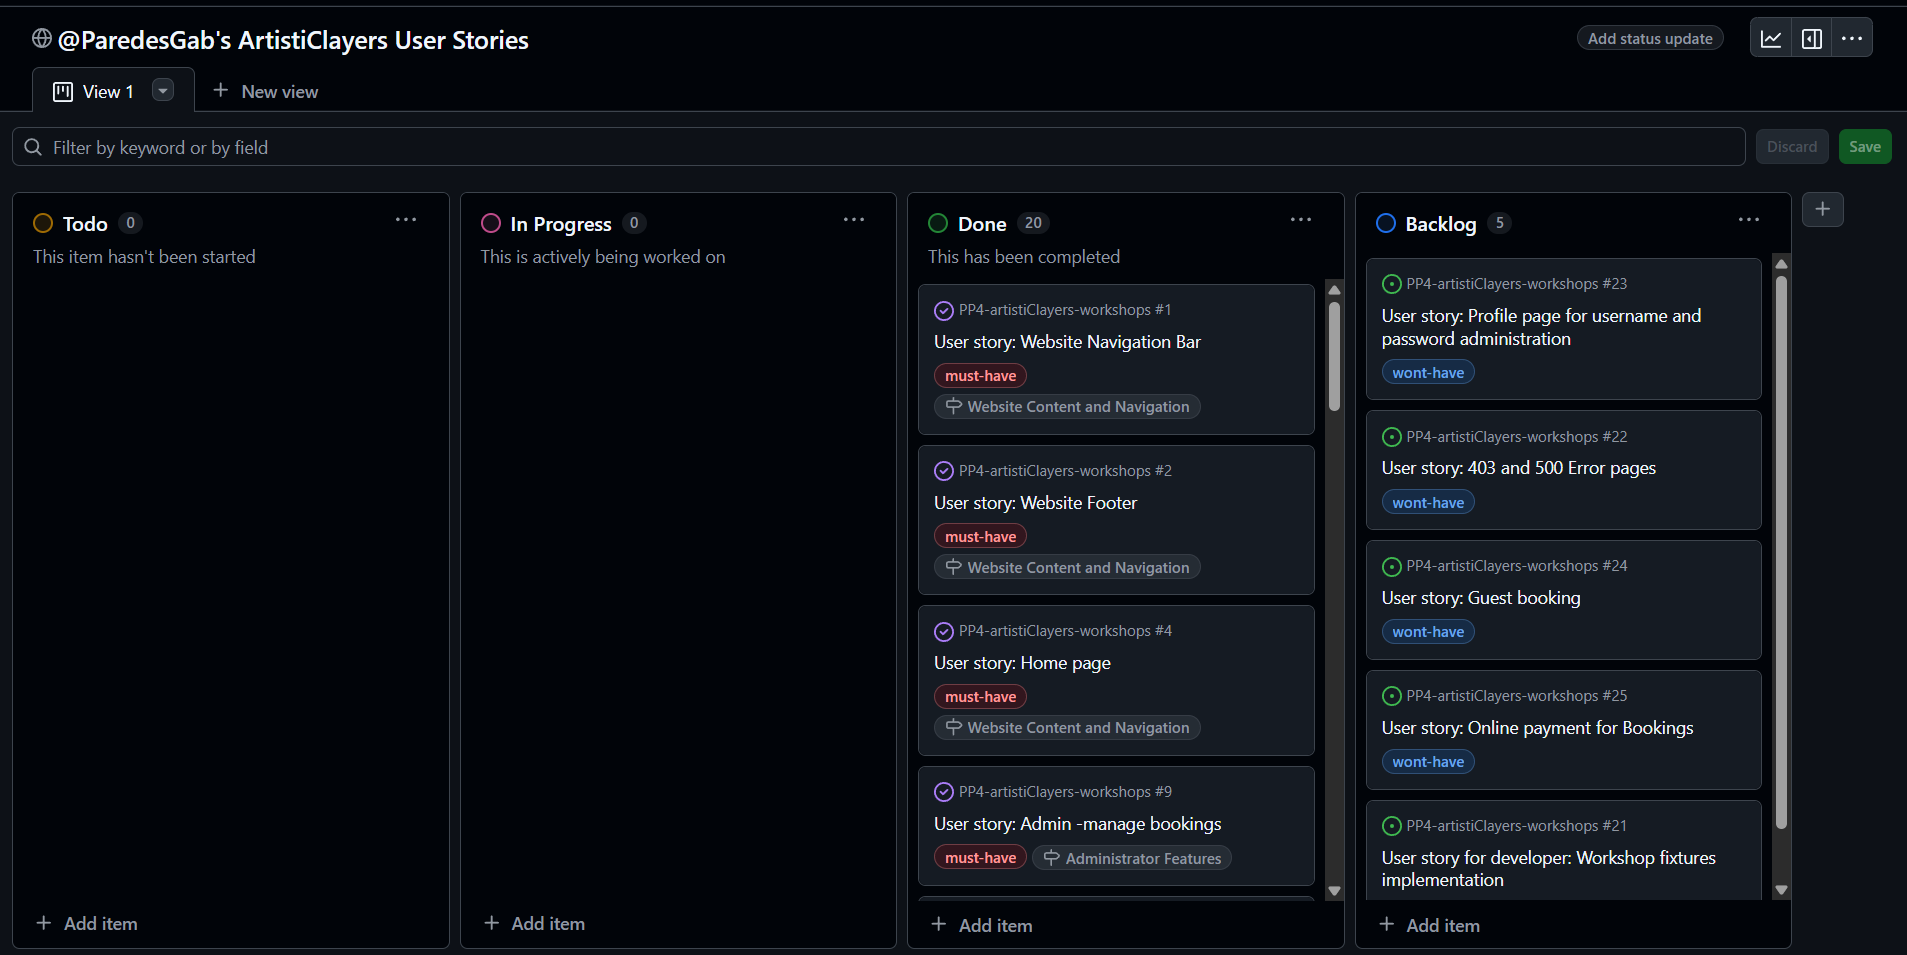 @ParedesGab's ArtistiClayers User Stories
Add status update
View 1
New view
Filter by keyword or by field
Discard
Save
Todo 0
This item hasn't been started
Add item
In Progress 0
This is actively being worked on
Add item
Done 20
This has been completed
PP4-artistiClayers-workshops #1
User story: Website Navigation Bar
must-have
Website Content and Navigation
PP4-artistiClayers-workshops #2
User story: Website Footer
must-have
Website Content and Navigation
PP4-artistiClayers-workshops #4
User story: Home page
must-have
Website Content and Navigation
PP4-artistiClayers-workshops #9
User story: Admin -manage bookings
must-have Administrator Features
Add item
Backlog 5
PP4-artistiClayers-workshops #23
User story: Profile page for username and
password administration
wont-have
PP4-artistiClayers-workshops #22
User story: 403 and 500 Error pages
wont-have
PP4-artistiClayers-workshops #24
User story: Guest booking
wont-have
PP4-artistiClayers-workshops #25
User story: Online payment for Bookings
wont-have
PP4-artistiClayers-workshops #21
User story for developer: Workshop fixtures
implementation
Add item